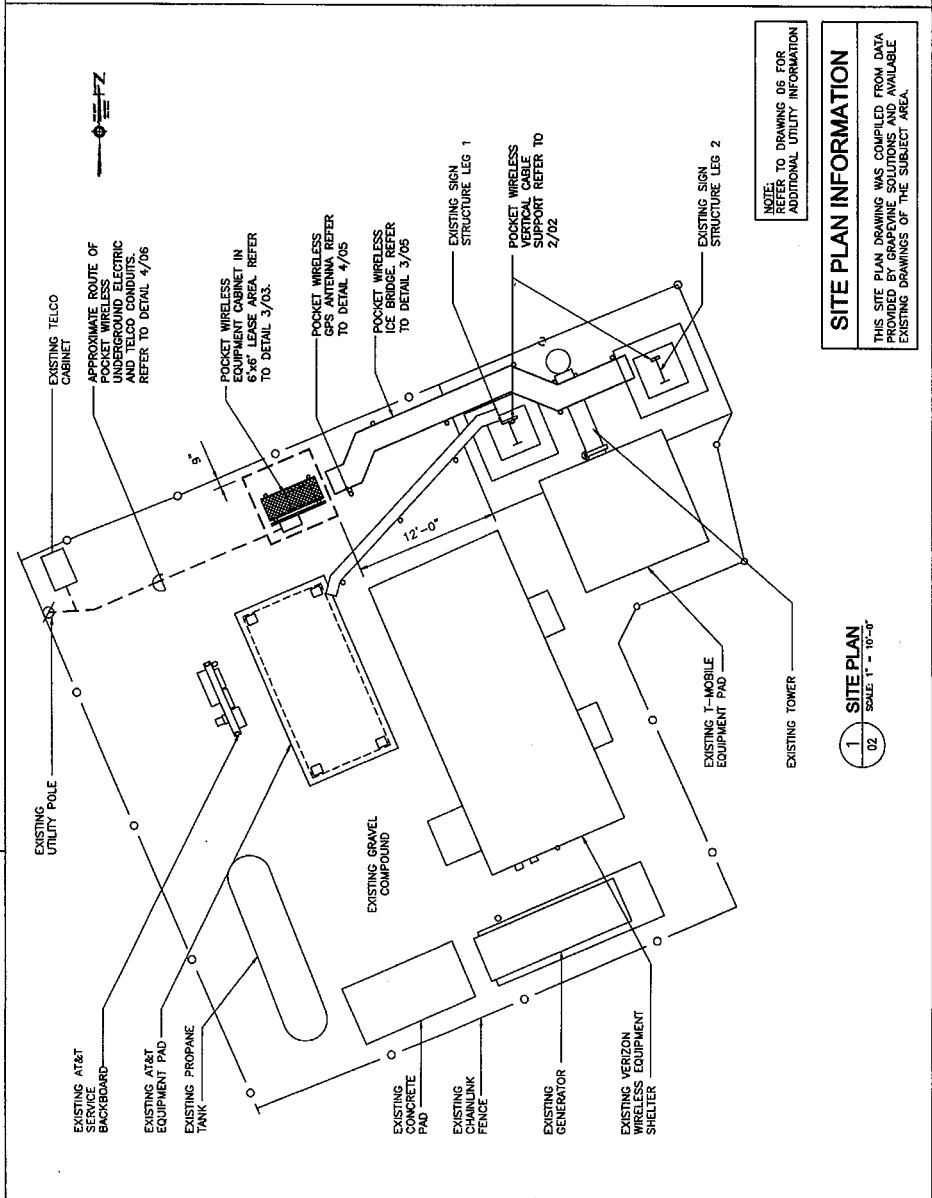 EXISTING
UTILITY POLE
EXISTING TELCO
CABINET
APPROXIMATE ROUTE OF
POCKET WIRELESS
UNDERGROUND ELECTRIC
AND TELCO CONDUITS.
REFER TO DETAIL 4/06
POCKET WIRELESS
EQUIPMENT CABINET IN
6'x6' LEASE AREA. REFER
TO DETAIL 3/03.
POCKET WIRELESS
GPS ANTENNA REFER
TO DETAIL 4/05
POCKET WIRELESS
ICE BRIDGE. REFER
TO DETAIL 3/05
EXISTING SIGN
STRUCTURE LEG 1
POCKET WIRELESS
VERTICAL CABLE
SUPPORT REFER TO
2/02
EXISTING SIGN
STRUCTURE LEG 2
N
9"
12'-0"
EXISTING GRAVEL
COMPOUND
EXISTING AT&T
SERVICE
BACKBOARD
EXISTING AT&T
EQUIPMENT PAD
EXISTING PROPANE
TANK
EXISTING
CONCRETE
PAD
EXISTING
CHAINLINK
FENCE
EXISTING
GENERATOR
EXISTING VERIZON
WIRELESS EQUIPMENT
SHELTER
EXISTING T-MOBILE
EQUIPMENT PAD
EXISTING TOWER
1
02
SITE PLAN
SCALE: 1" = 10'-0"
NOTE:
REFER TO DRAWING 06 FOR
ADDITIONAL UTILITY INFORMATION
SITE PLAN INFORMATION
THIS SITE PLAN DRAWING WAS COMPILED FROM DATA
PROVIDED BY GRAPEVINE SOLUTIONS AND AVAILABLE
EXISTING DRAWINGS OF THE SUBJECT AREA.